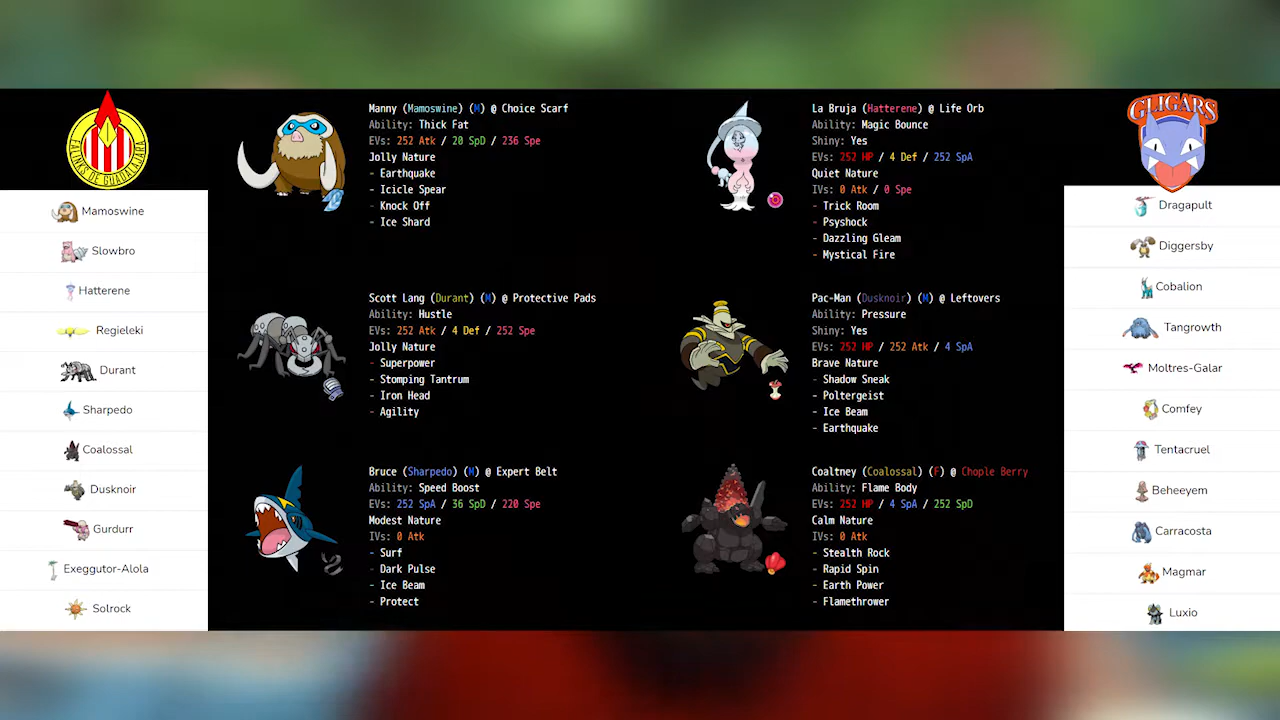 FALINKS DE GUADALAJARA
Mamoswine
Slowbro
Hatterene
Regieleki
Durant
Sharpedo
Coalossal
Dusknoir
Gurdurr
Exeggutor-Alola
Solrock
Manny (Mamoswine) (M) @ Choice Scarf
Ability: Thick Fat
EVs: 252 Atk / 20 SpD / 236 Spe
Jolly Nature
- Earthquake
- Icicle Spear
- Knock Off
- Ice Shard
Scott Lang (Durant) (M) @ Protective Pads
Ability: Hustle
EVs: 252 Atk / 4 Def / 252 Spe
Jolly Nature
- Superpower
- Stomping Tantrum
- Iron Head
- Agility
Bruce (Sharpedo) (M) @ Expert Belt
Ability: Speed Boost
EVs: 252 SpA / 36 SpD / 220 Spe
Modest Nature
IVs: 0 Atk
- Surf
- Dark Pulse
- Ice Beam
- Protect
La Bruja (Hatterene) @ Life Orb
Ability: Magic Bounce
Shiny: Yes
EVs: 252 HP / 4 Def / 252 SpA
Quiet Nature
IVs: 0 Atk / 0 Spe
- Trick Room
- Psyshock
- Dazzling Gleam
- Mystical Fire
Pac-Man (Dusknoir) (M) @ Leftovers
Ability: Pressure
Shiny: Yes
EVs: 252 HP / 252 Atk / 4 SpA
Brave Nature
- Shadow Sneak
- Poltergeist
- Ice Beam
- Earthquake
Coaltney (Coalossal) (F) @ Chople Berry
Ability: Flame Body
EVs: 252 HP / 4 SpA / 252 SpD
Calm Nature
IVs: 0 Atk
- Stealth Rock
- Rapid Spin
- Earth Power
- Flamethrower
GLIGARS
Dragapult
Diggersby
Cobalion
Tangrowth
Moltres-Galar
Comfey
Tentacruel
Beheeyem
Carracosta
Magmar
Luxio